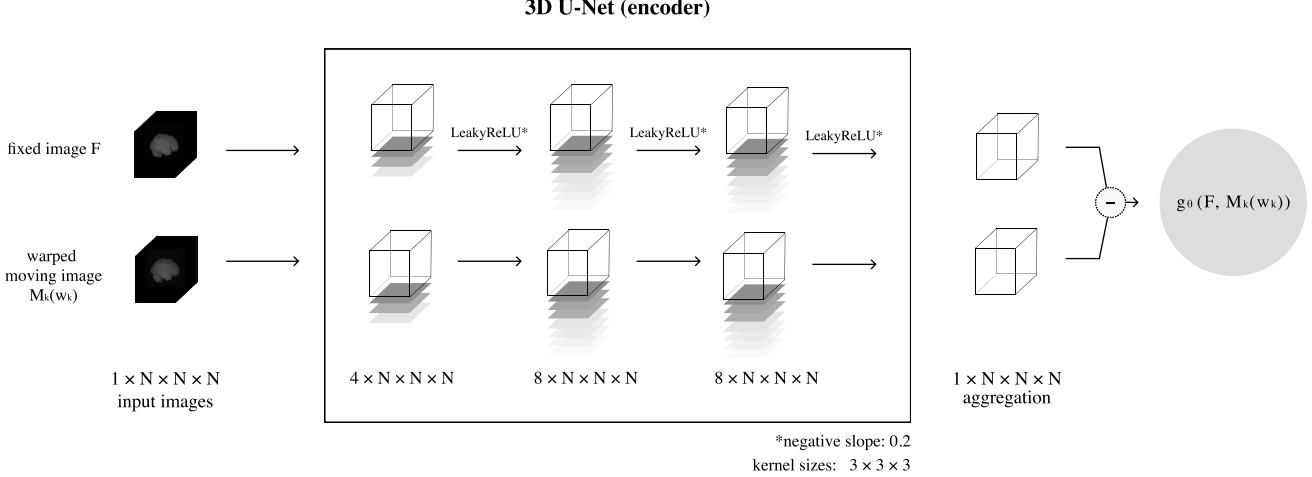 3D U-Net (encoder)
fixed image F
LeakyReLU*
LeakyReLU*
LeakyReLU*
gθ (F, Mₖ(wₖ))
warped
moving image
Mₖ(wₖ)
1 × N × N × N
input images
4 × N × N × N
8 × N × N × N
8 × N × N × N
1 × N × N × N
aggregation
*negative slope: 0.2
kernel sizes: 3 × 3 × 3